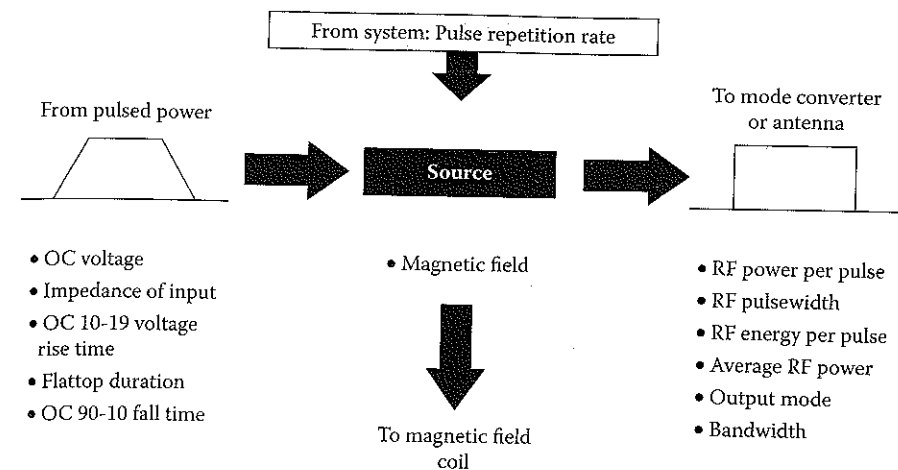 From system: Pulse repetition rate
From pulsed power
To mode converter
or antenna
Source
• OC voltage
• Impedance of input
• OC 10-19 voltage
rise time
• Flattop duration
• OC 90-10 fall time
• Magnetic field
To magnetic field
coil
• RF power per pulse
• RF pulsewidth
• RF energy per pulse
• Average RF power
• Output mode
• Bandwidth